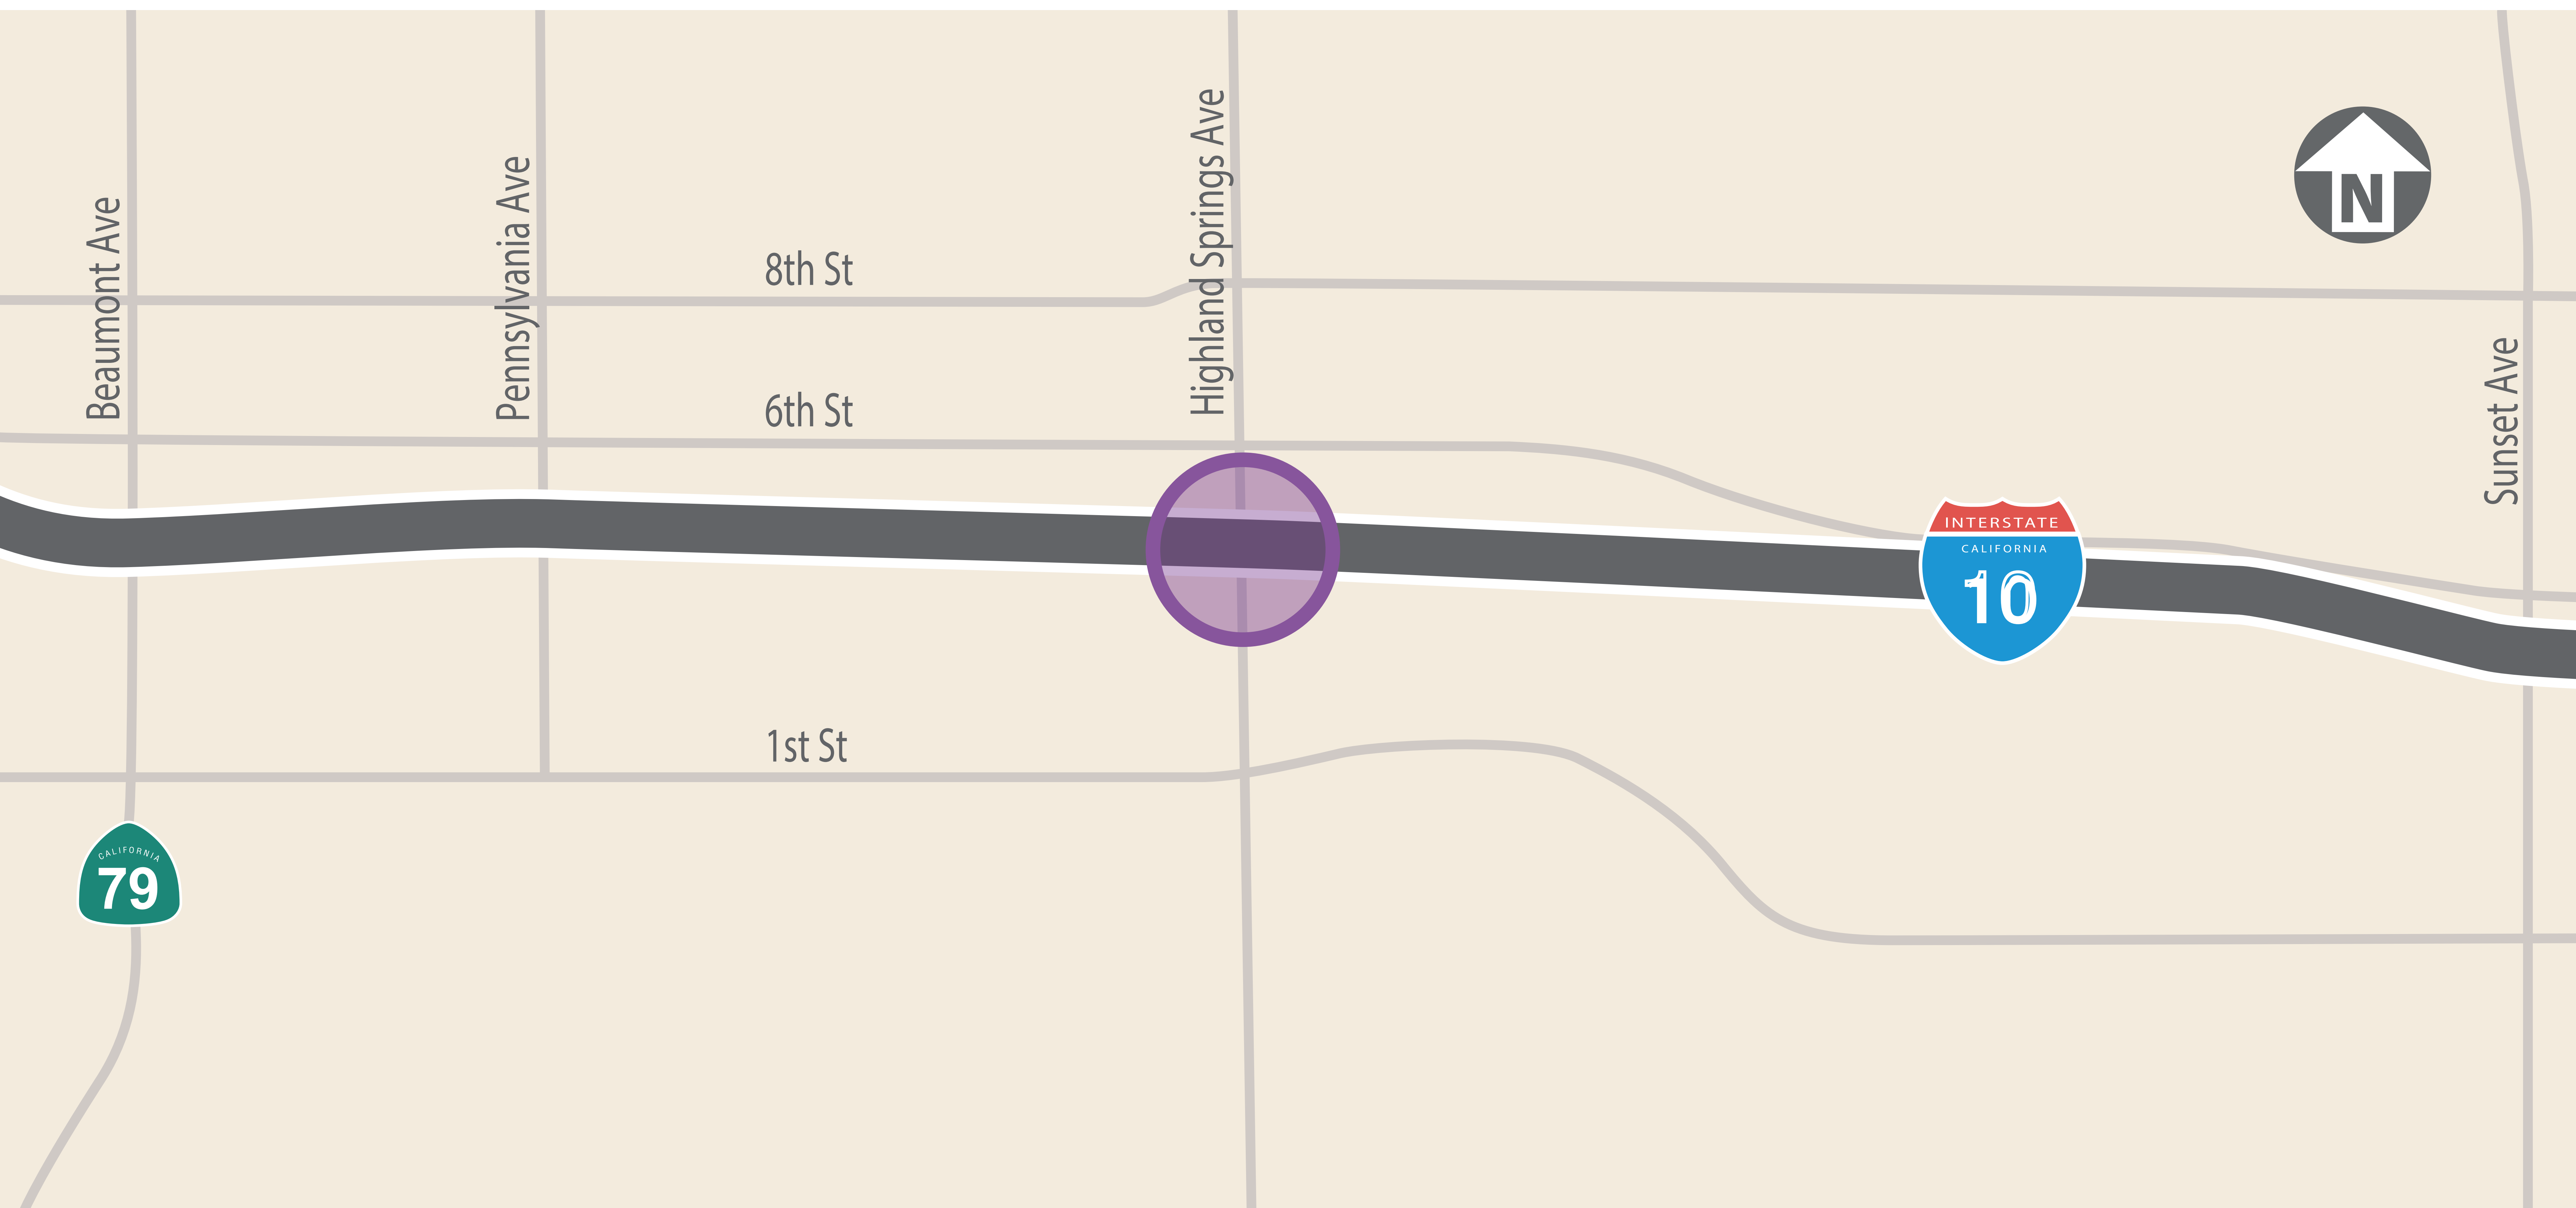 Beaumont Ave
Pennsylvania Ave
Highland Springs Ave
Sunset Ave
N
8th St
6th St
INTERSTATE
CALIFORNIA
10
1st St
CALIFORNIA
79